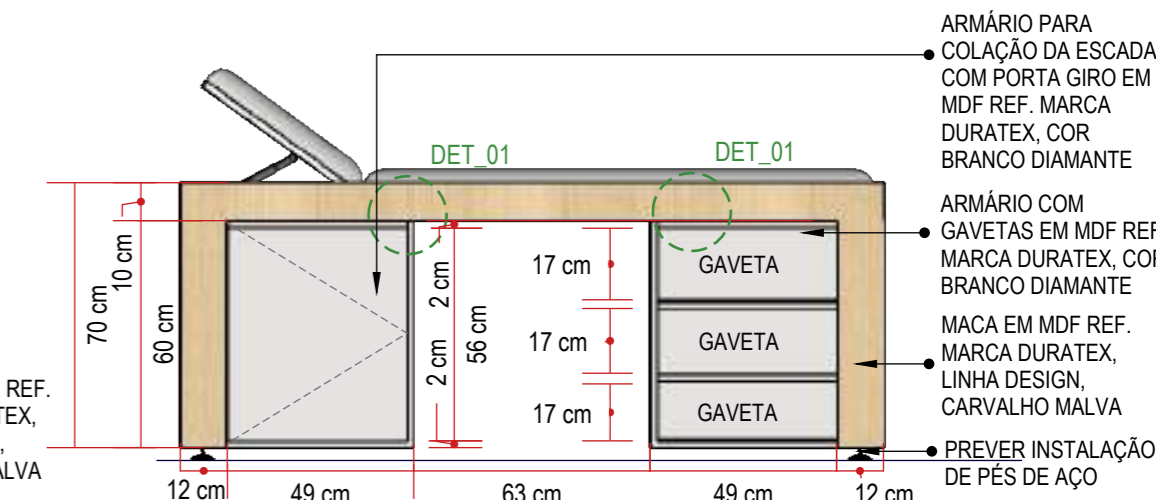 ARMÁRIO PARA
COLAÇÃO DA ESCADA
COM PORTA GIRO EM
MDF REF. MARCA
DURATEX, COR
BRANCO DIAMANTE
DET_01
DET_01
ARMÁRIO COM
GAVETAS EM MDF REF
MARCA DURATEX, COR
BRANCO DIAMANTE
MACA EM MDF REF.
MARCA DURATEX,
LINHA DESIGN,
CARVALHO MALVA
PREVER INSTALAÇÃO
DE PÉS DE AÇO
70 cm
10 cm
60 cm
2 cm
2 cm
56 cm
17 cm
17 cm
17 cm
GAVETA
GAVETA
GAVETA
REF.
TEX,
,
ALVA
12 cm
49 cm
63 cm
49 cm
12 cm